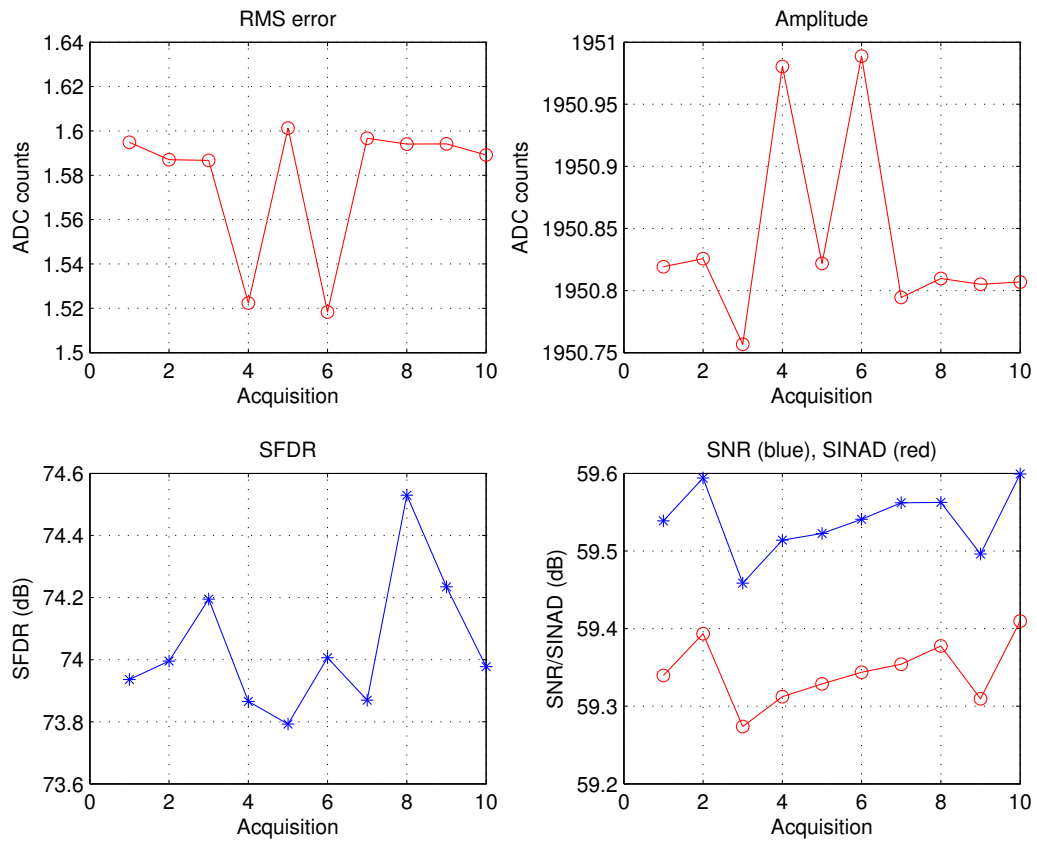 RMS error
1.64
1.62
1.6
1.58
1.56
1.54
1.52
1.5
ADC counts
0 2 4 6 8 10
Acquisition
Amplitude
1951
1950.95
1950.9
1950.85
1950.8
1950.75
ADC counts
0 2 4 6 8 10
Acquisition
SFDR
74.6
74.4
74.2
74
73.8
73.6
SFDR (dB)
0 2 4 6 8 10
Acquisition
SNR (blue), SINAD (red)
59.6
59.5
59.4
59.3
59.2
SNR/SINAD (dB)
0 2 4 6 8 10
Acquisition